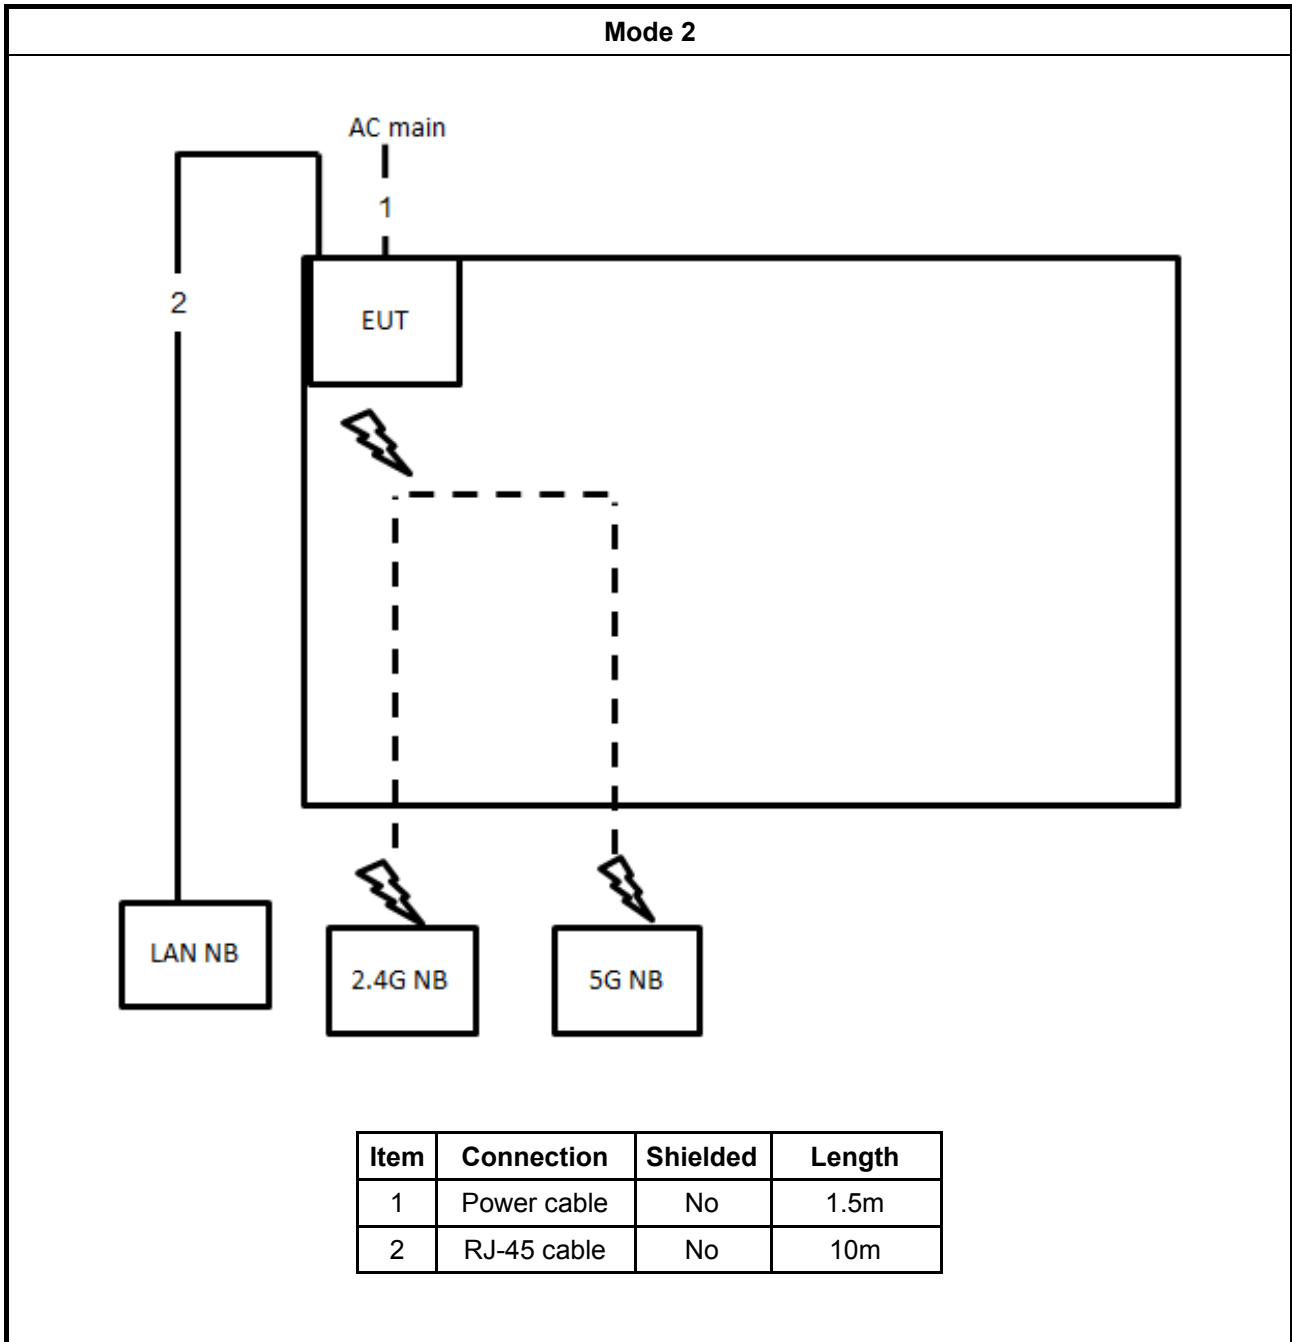 Mode 2
AC main
1
2
EUT
LAN NB
2.4G NB
5G NB
Item Connection Shielded Length
1 Power cable No 1.5m
2 RJ-45 cable No 10m